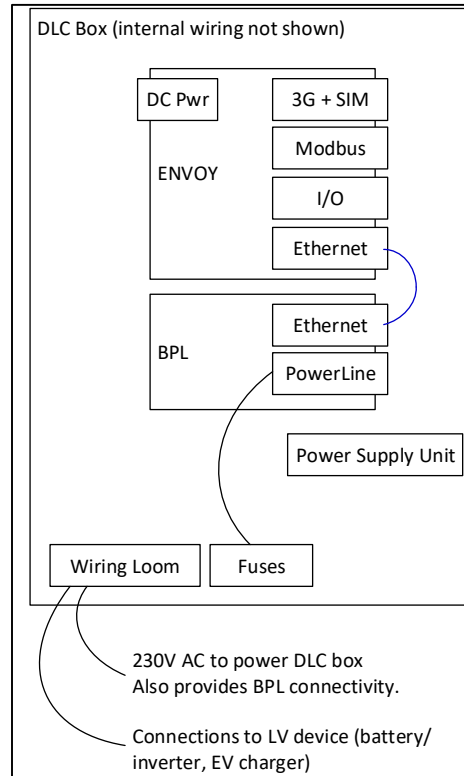 DLC Box (internal wiring not shown)
DC Pwr
3G + SIM
Modbus
ENVOY
I/O
Ethernet
Ethernet
BPL
PowerLine
Power Supply Unit
Wiring Loom
Fuses
230V AC to power DLC box
Also provides BPL connectivity.
Connections to LV device (battery/
inverter, EV charger)